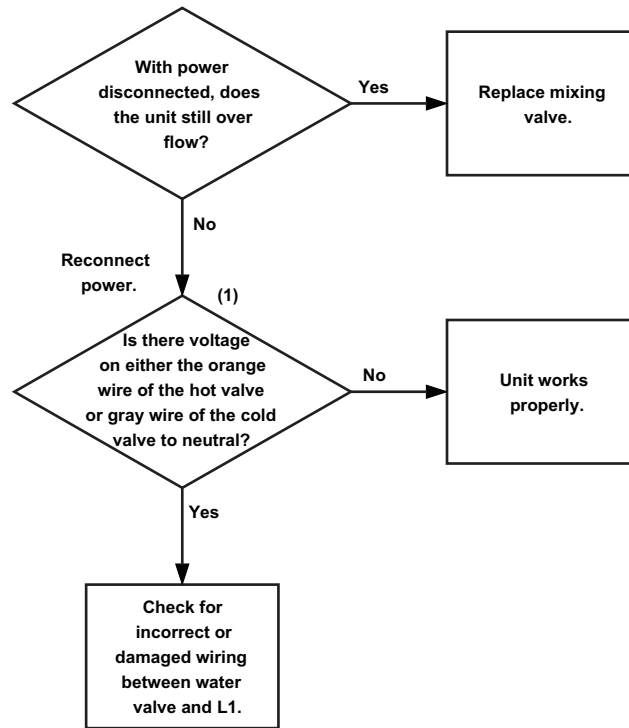 With power
disconnected, does
the unit still over
flow?
Yes
Replace mixing
valve.
No
Reconnect
power.
(1)
Is there voltage
on either the orange
wire of the hot valve
or gray wire of the cold
valve to neutral?
No
Unit works
properly.
Yes
Check for
incorrect or
damaged wiring
between water
valve and L1.